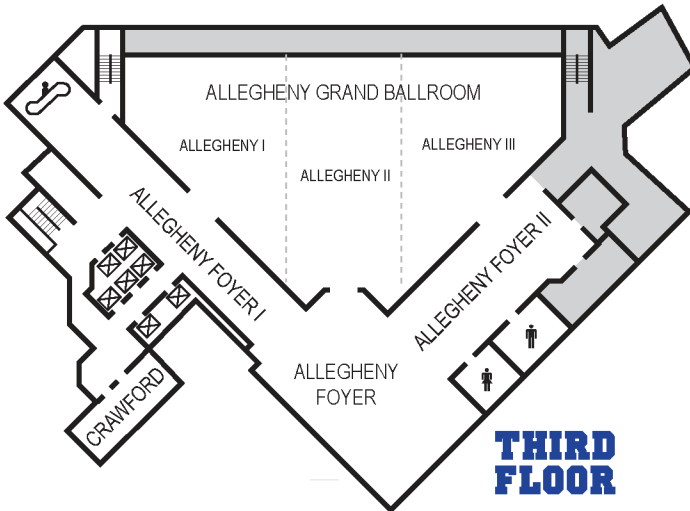 ALLEGHENY GRAND BALLROOM
ALLEGHENY I
ALLEGHENY II
ALLEGHENY III
ALLEGHENY FOYER I
ALLEGHENY FOYER II
ALLEGHENY
FOYER
CRAWFORD
THIRD
FLOOR